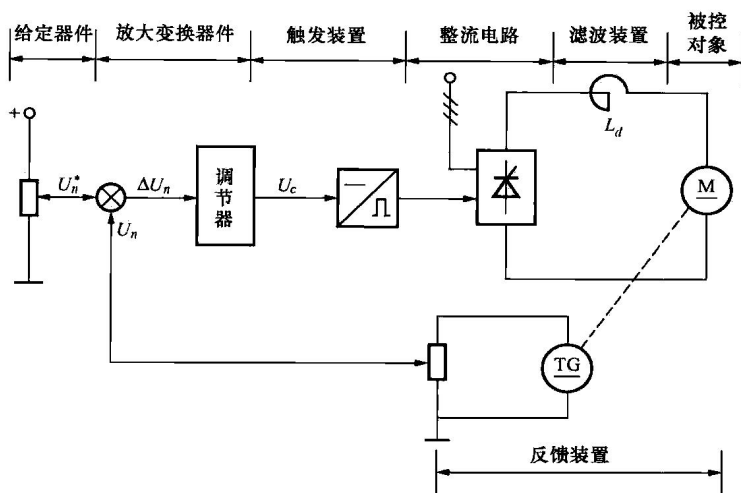 给定器件
放大变换器件
触发装置
整流电路
滤波装置
被控
对象
+
U_n^*
ΔU_n
调
节
器
U_c
L_d
M
U_n
TG
反馈装置